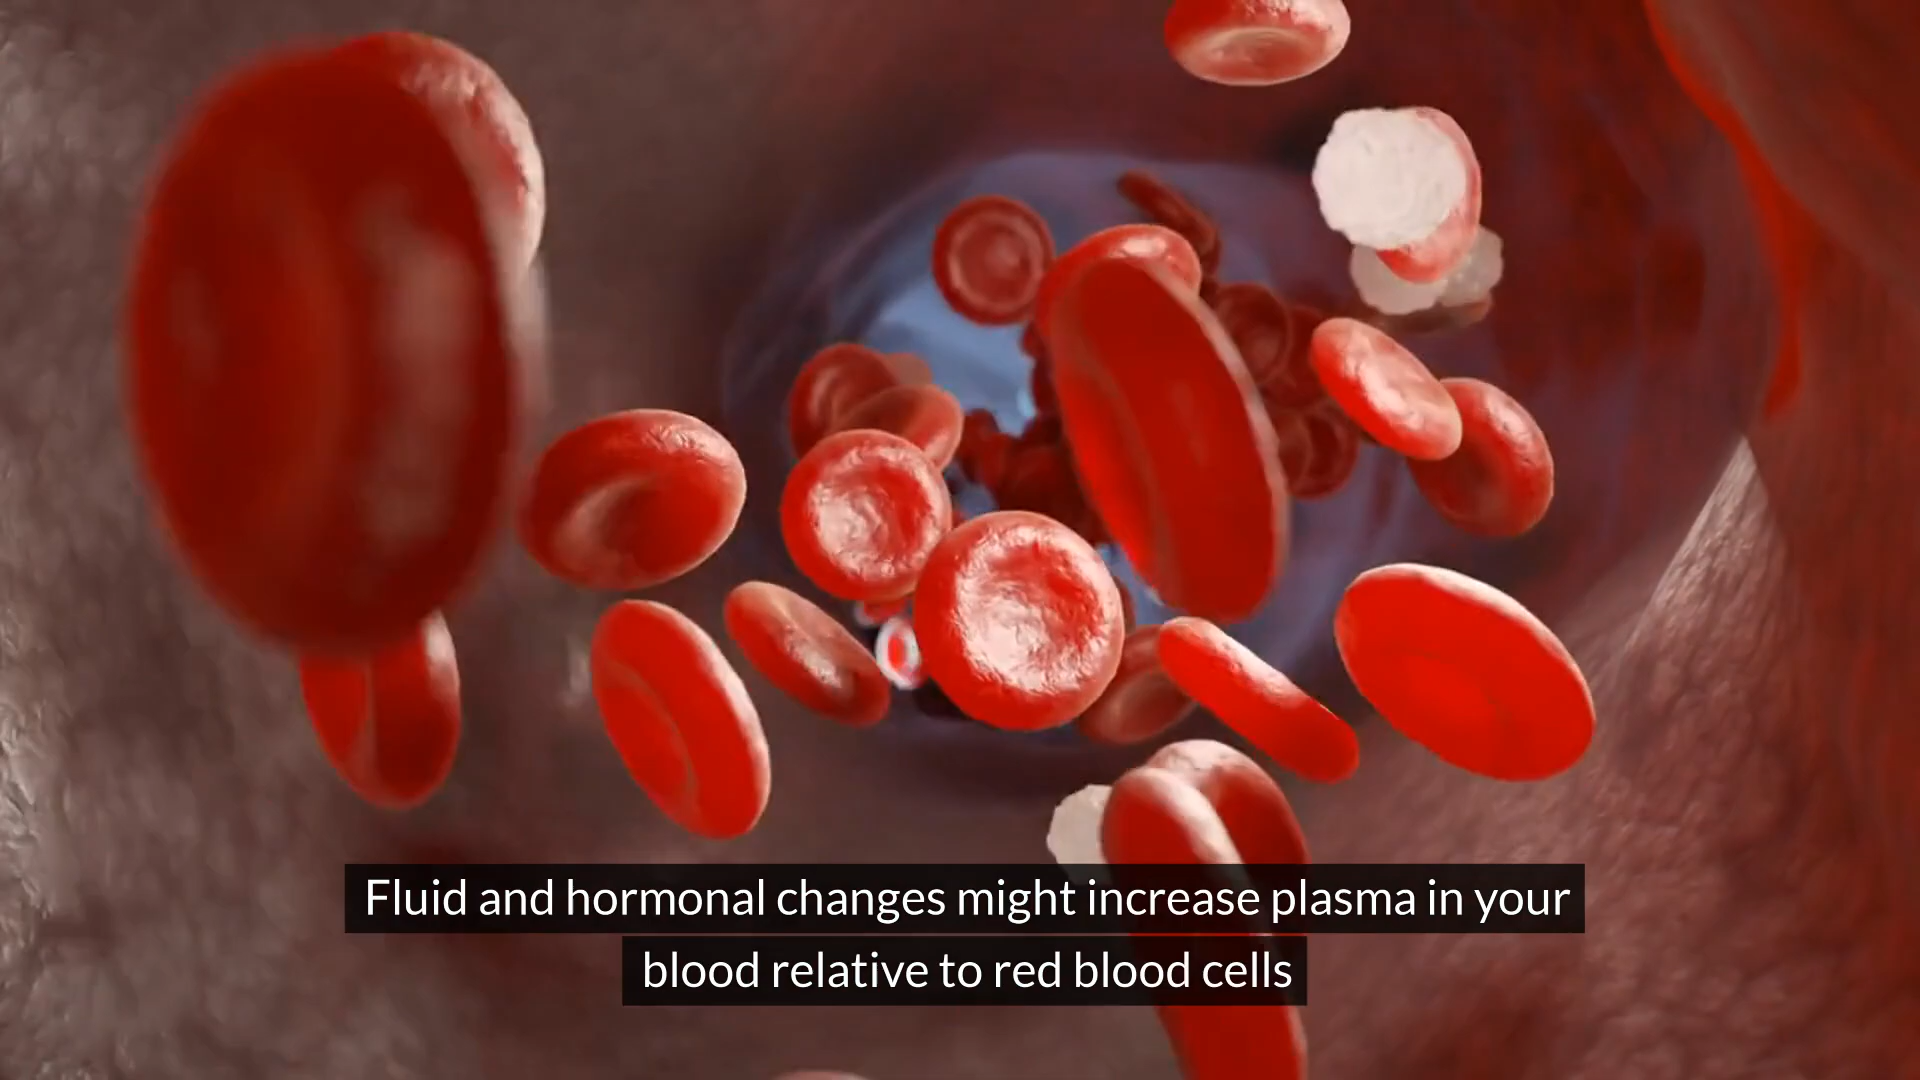 Fluid and hormonal changes might increase plasma in your
blood relative to red blood cells